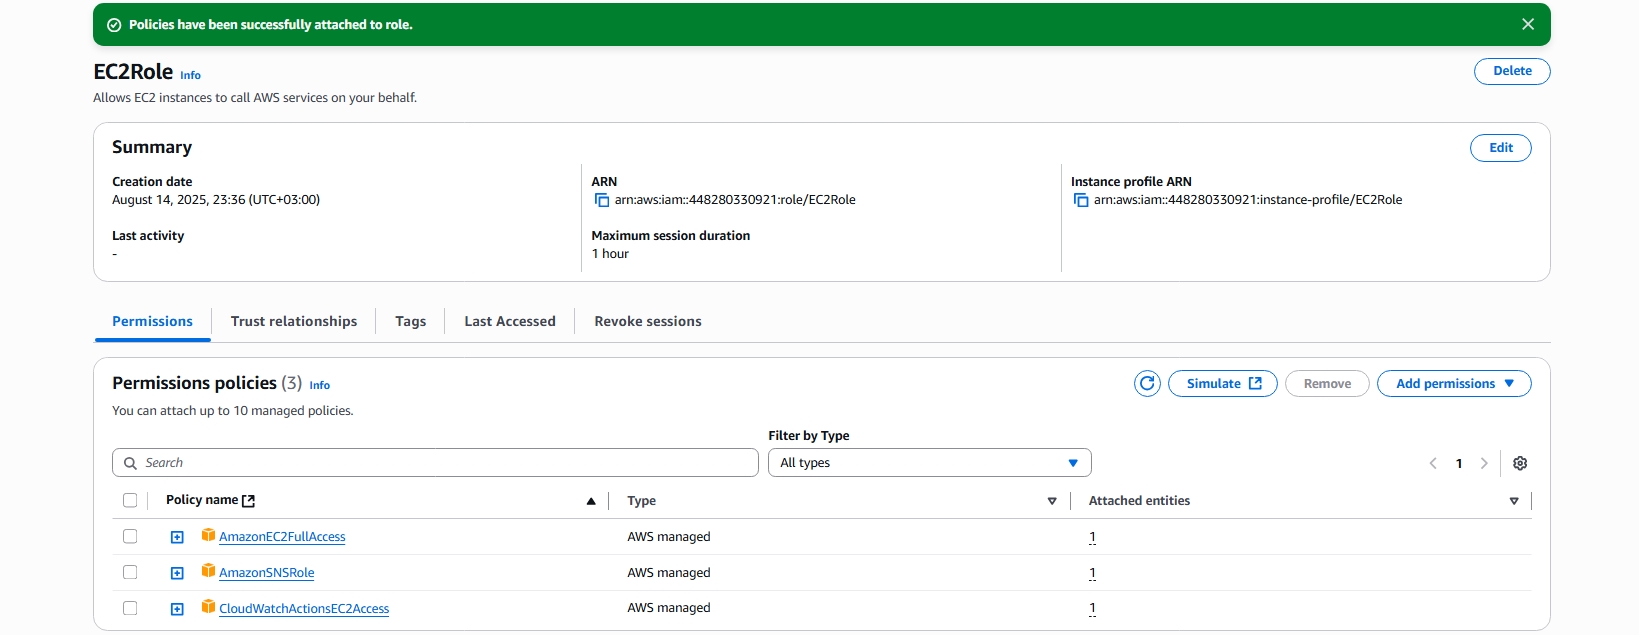 Policies have been successfully attached to role.
EC2Role Info
Delete
Allows EC2 instances to call AWS services on your behalf.
Summary
Edit
Creation date
August 14, 2025, 23:36 (UTC+03:00)
ARN
arn:aws:iam::448280330921:role/EC2Role
Instance profile ARN
arn:aws:iam::448280330921:instance-profile/EC2Role
Last activity
-
Maximum session duration
1 hour
Permissions
Trust relationships
Tags
Last Accessed
Revoke sessions
Permissions policies (3) Info
Simulate
Remove
Add permissions
You can attach up to 10 managed policies.
Filter by Type
Search
All types
1
Policy name
Type
Attached entities
AmazonEC2FullAccess
AWS managed
1
AmazonSNSRole
AWS managed
1
CloudWatchActionsEC2Access
AWS managed
1